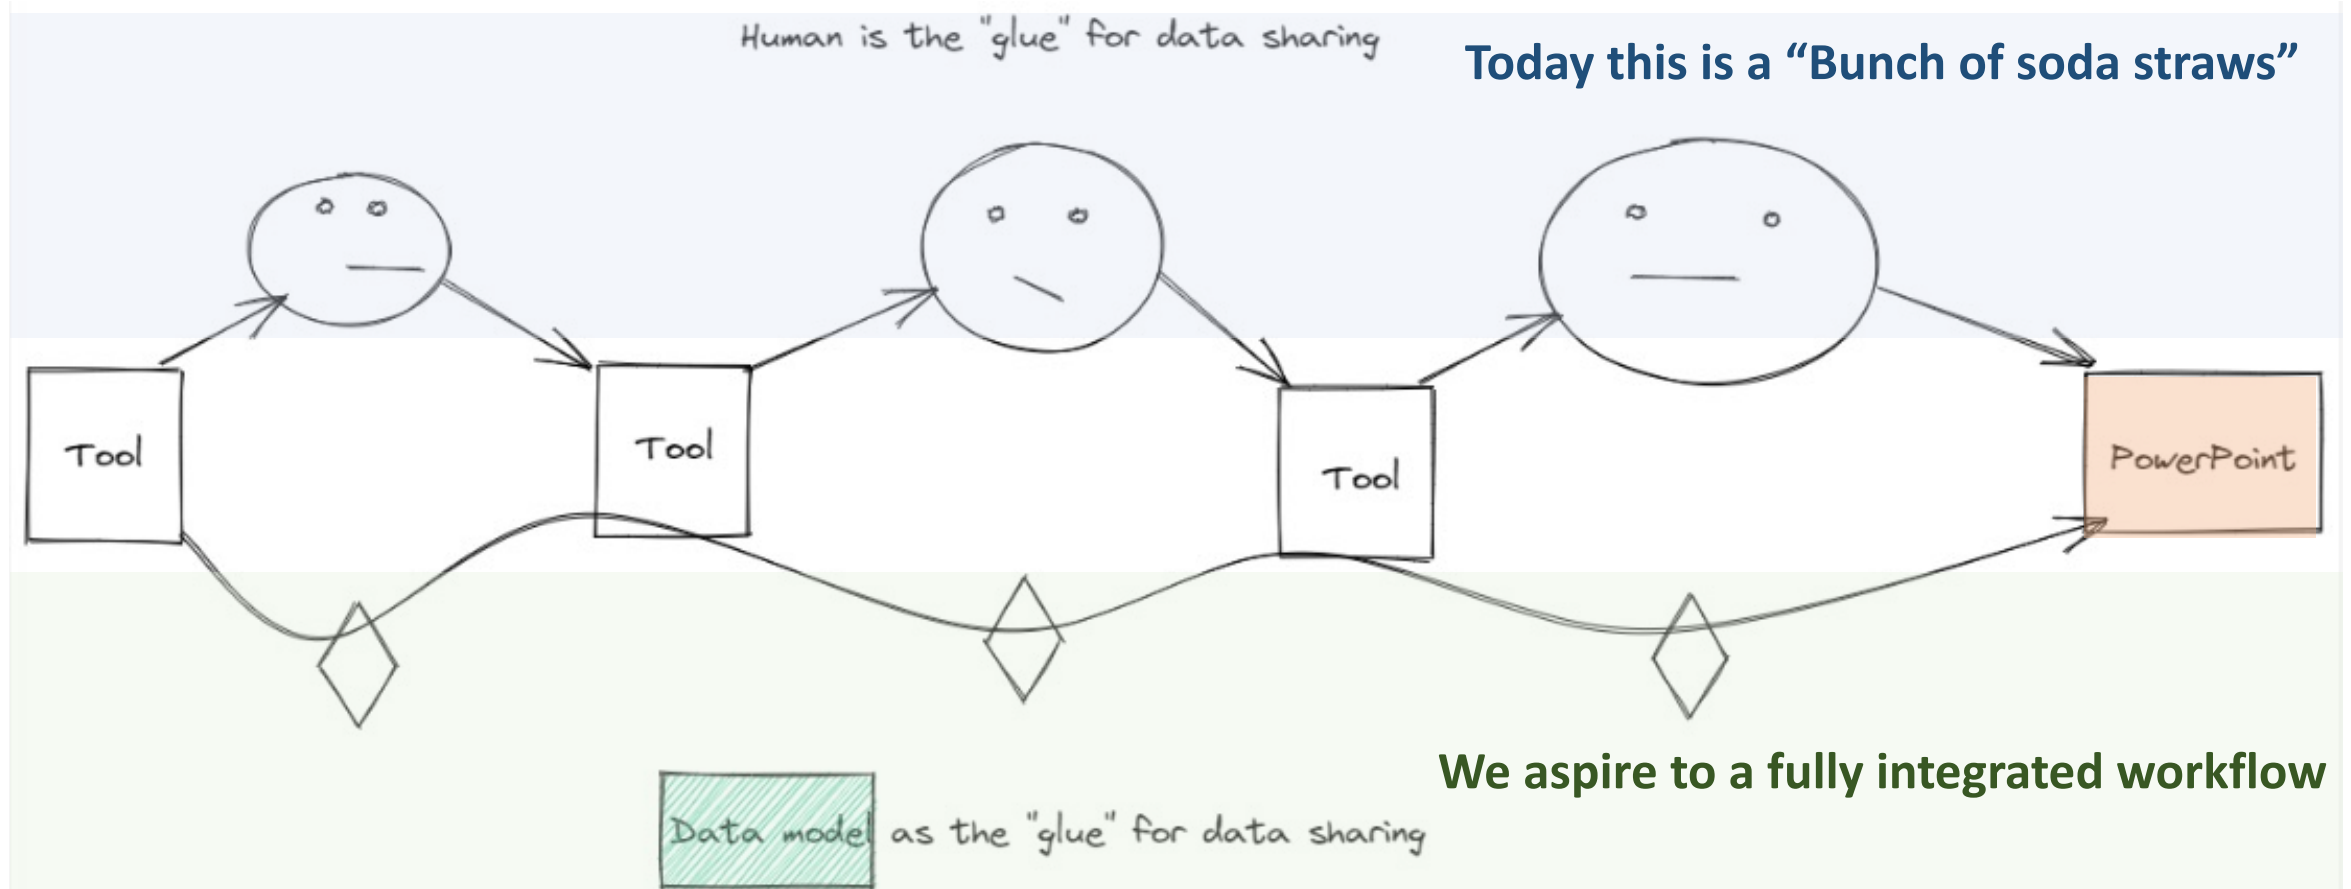 Human is the "glue" for data sharing
Today this is a “Bunch of soda straws”
Tool
Tool
Tool
PowerPoint
We aspire to a fully integrated workflow
Data model as the "glue" for data sharing